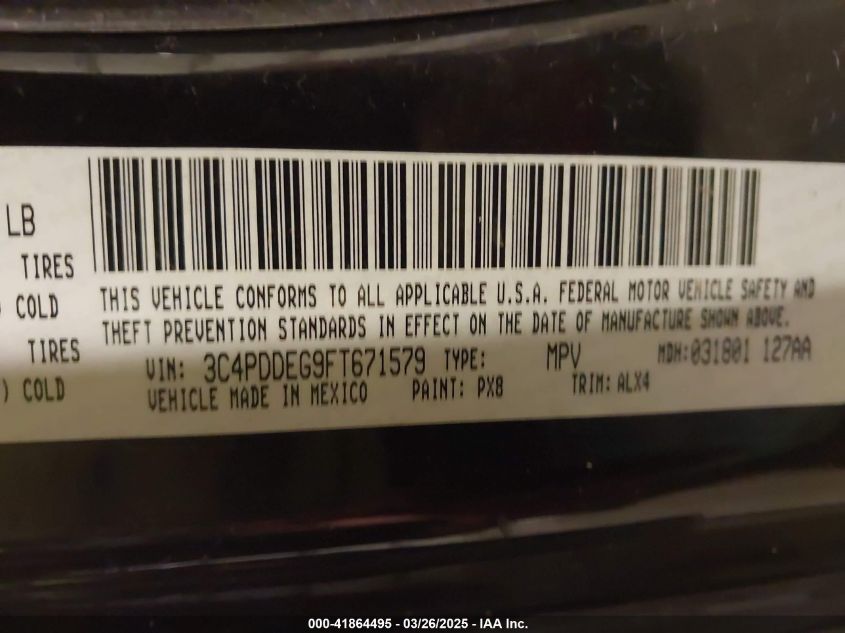 LB
TIRES
COLD
TIRES
) COLD
THIS VEHICLE CONFORMS TO ALL APPLICABLE U.S.A. FEDERAL MOTOR VEHICLE SAFETY AND
THEFT PREVENTION STANDARDS IN EFFECT ON THE DATE OF MANUFACTURE SHOWN ABOVE.
VIN: 3C4PDDEG9FT671579 TYPE: MPV MDH:031801 127AA
VEHICLE MADE IN MEXICO PAINT: PX8 TRIM: ALX4
000-41864495 - 03/26/2025 - IAA Inc.